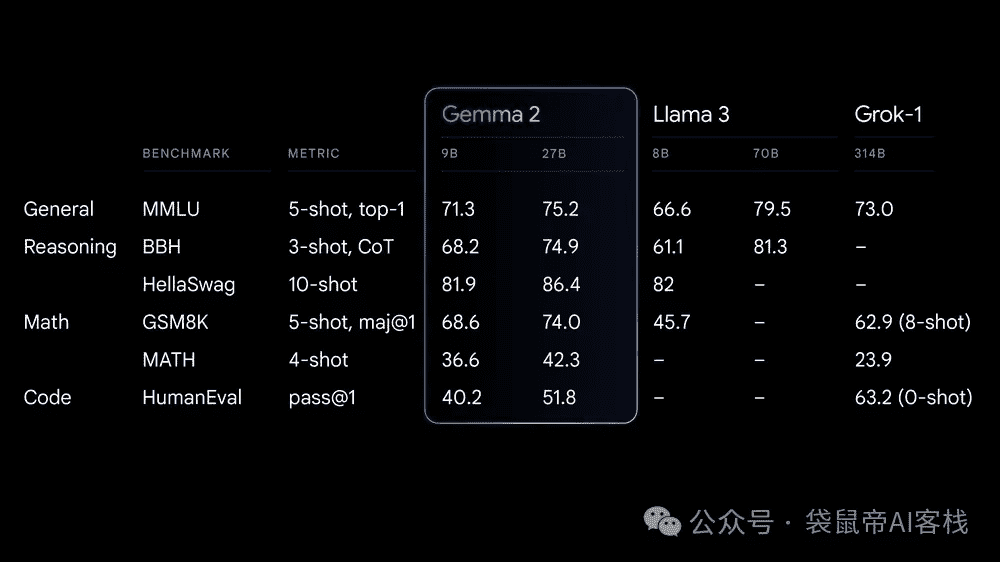 Gemma 2 Llama 3 Grok-1
BENCHMARK METRIC 9B 27B 8B 70B 314B
General MMLU 5-shot, top-1 71.3 75.2 66.6 79.5 73.0
Reasoning BBH 3-shot, CoT 68.2 74.9 61.1 81.3 –
HellaSwag 10-shot 81.9 86.4 82 – –
Math GSM8K 5-shot, maj@1 68.6 74.0 45.7 – 62.9 (8-shot)
MATH 4-shot 36.6 42.3 – – 23.9
Code HumanEval pass@1 40.2 51.8 – – 63.2 (0-shot)
公众号 · 袋鼠帝AI客栈